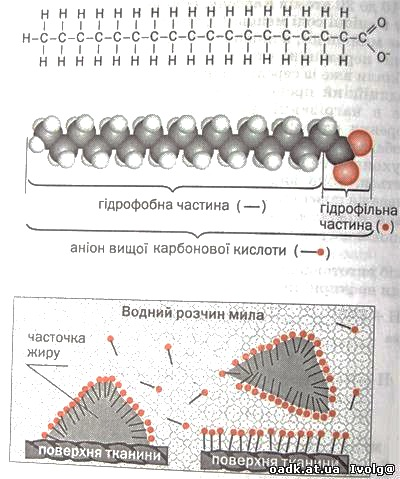 H H H H H H H H H H H H H H H H H
O
H-C-C-C-C-C-C-C-C-C-C-C-C-C-C-C-C-C-C
O⁻
H H H H H H H H H H H H H H H H H
гідрофобна частина (—)
гідрофільна
частина (•)
аніон вищої карбонової кислоти (—•)
Водний розчин мила
часточка
жиру
поверхня тканини
поверхня тканини
oadk.at.ua Ivolg@